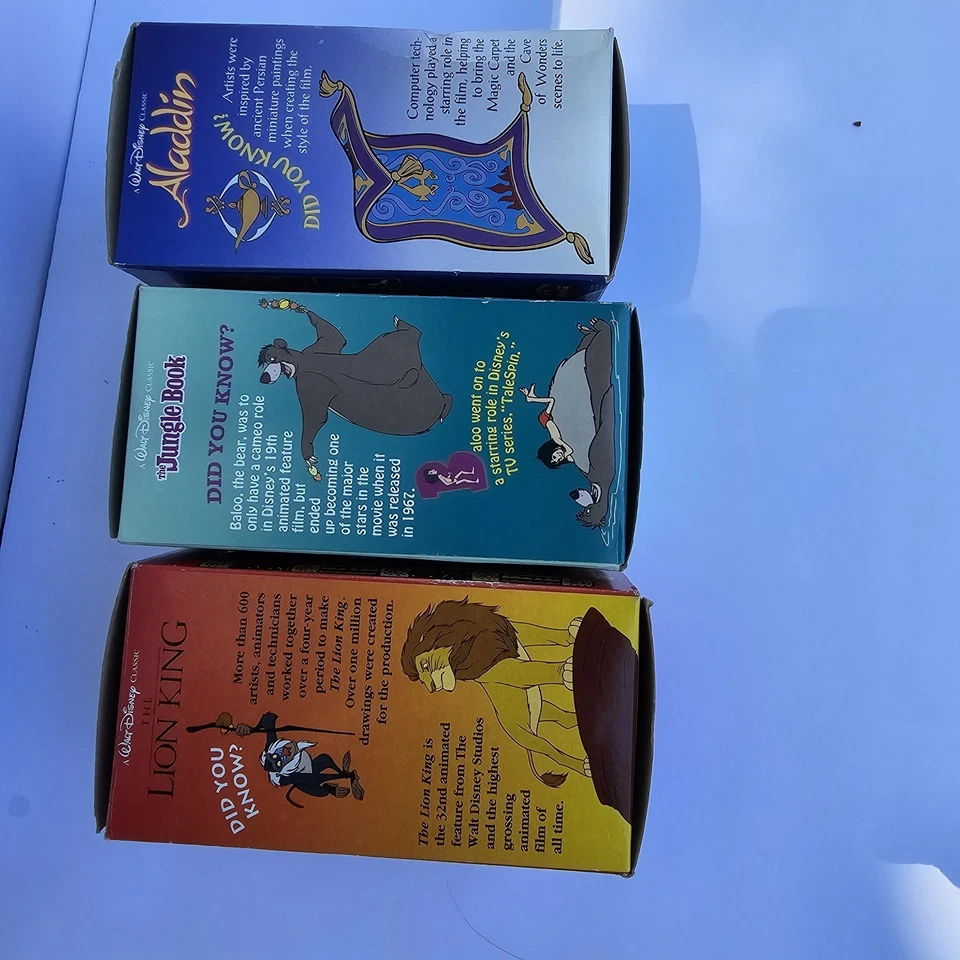 A WALT DISNEY CLASSIC
Aladdin
DID YOU KNOW?
Artists were
inspired by
ancient Persian
miniature paintings
when creating the
style of the film.
Computer tech-
nology played a
starring role in
the film, helping
to bring the
Magic Carpet
and the
Cave
of Wonders
scenes to life.
A WALT DISNEY CLASSIC
THE Jungle Book
DID YOU KNOW?
Baloo, the bear, was to
only have a cameo role
in Disney's 19th
animated feature
film, but
ended
up becoming one
of the major
stars in the
movie when it
was released
in 1967.
Baloo went on to
a starring role in Disney's
TV series, "TaleSpin."
A WALT DISNEY CLASSIC
THE
LION KING
DID YOU
KNOW?
More than 600
artists, animators
and technicians
worked together
over a four-year
period to make
The Lion King.
Over one million
drawings were created
for the production.
The Lion King is
the 32nd animated
feature from The
Walt Disney Studios
and the highest
grossing
animated
film of
all time.